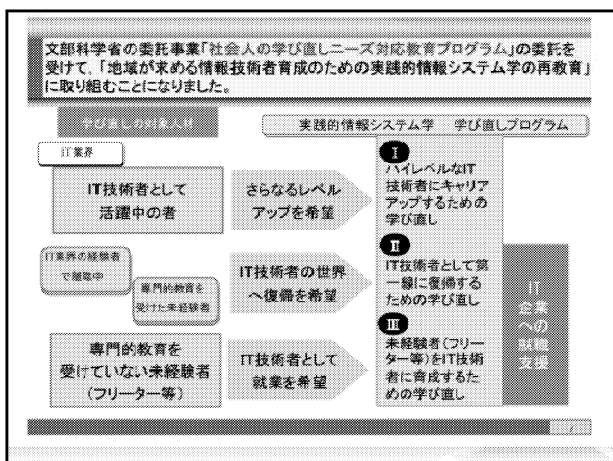 文部科学省の委託事業「社会人の学び直しニーズ対応教育プログラム」の委託を
受けて、「地域が求める情報技術者育成のための実践的情報システム学の再教育」
に取り組むことになりました。
学び直しの対象人材
実践的情報システム学　学び直しプログラム
IT業界
IT技術者として
活躍中の者
さらなるレベル
アップを希望
I
ハイレベルなIT
技術者にキャリア
アップするための
学び直し
IT業界の経験者
で離職中
専門的教育を
受けた未経験者
IT技術者の世界
へ復帰を希望
II
IT技術者として第
一線に復帰する
ための学び直し
専門的教育を
受けていない未経験者
(フリーター等)
IT技術者として
就業を希望
III
未経験者(フリー
ター等)をIT技術
者に育成するた
めの学び直し
IT
企業
への
就職
支援